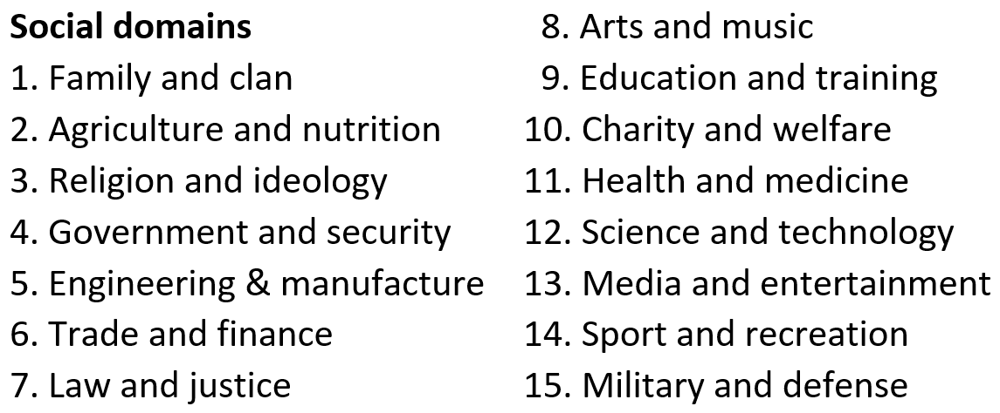 Social domains
1. Family and clan
2. Agriculture and nutrition
3. Religion and ideology
4. Government and security
5. Engineering & manufacture
6. Trade and finance
7. Law and justice
8. Arts and music
9. Education and training
10. Charity and welfare
11. Health and medicine
12. Science and technology
13. Media and entertainment
14. Sport and recreation
15. Military and defense